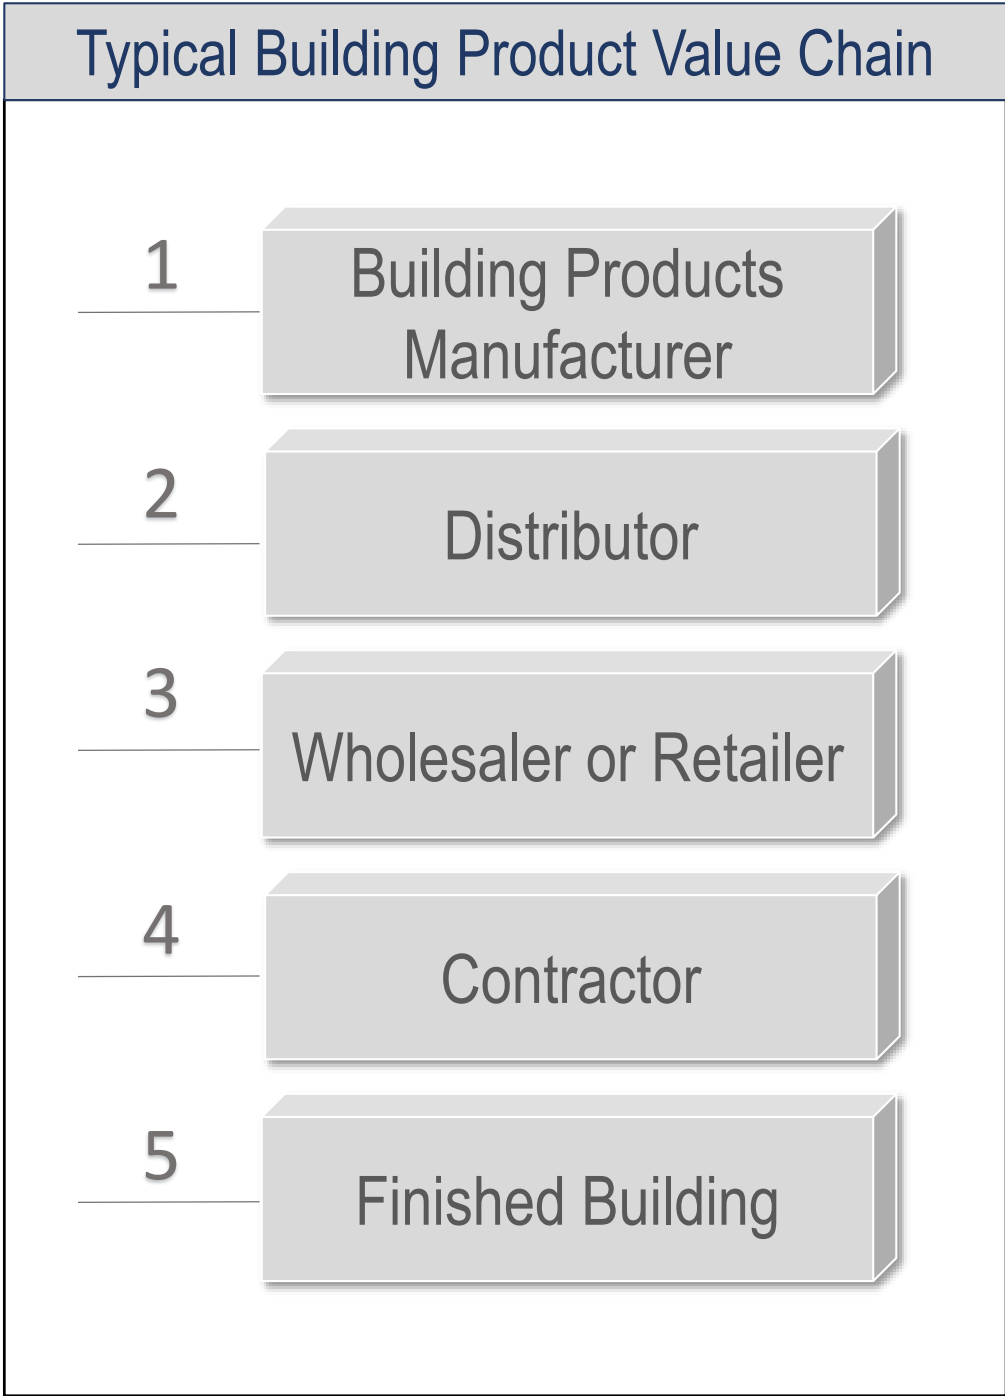 Typical Building Product Value Chain
1
Building Products
Manufacturer
2
Distributor
3
Wholesaler or Retailer
4
Contractor
5
Finished Building